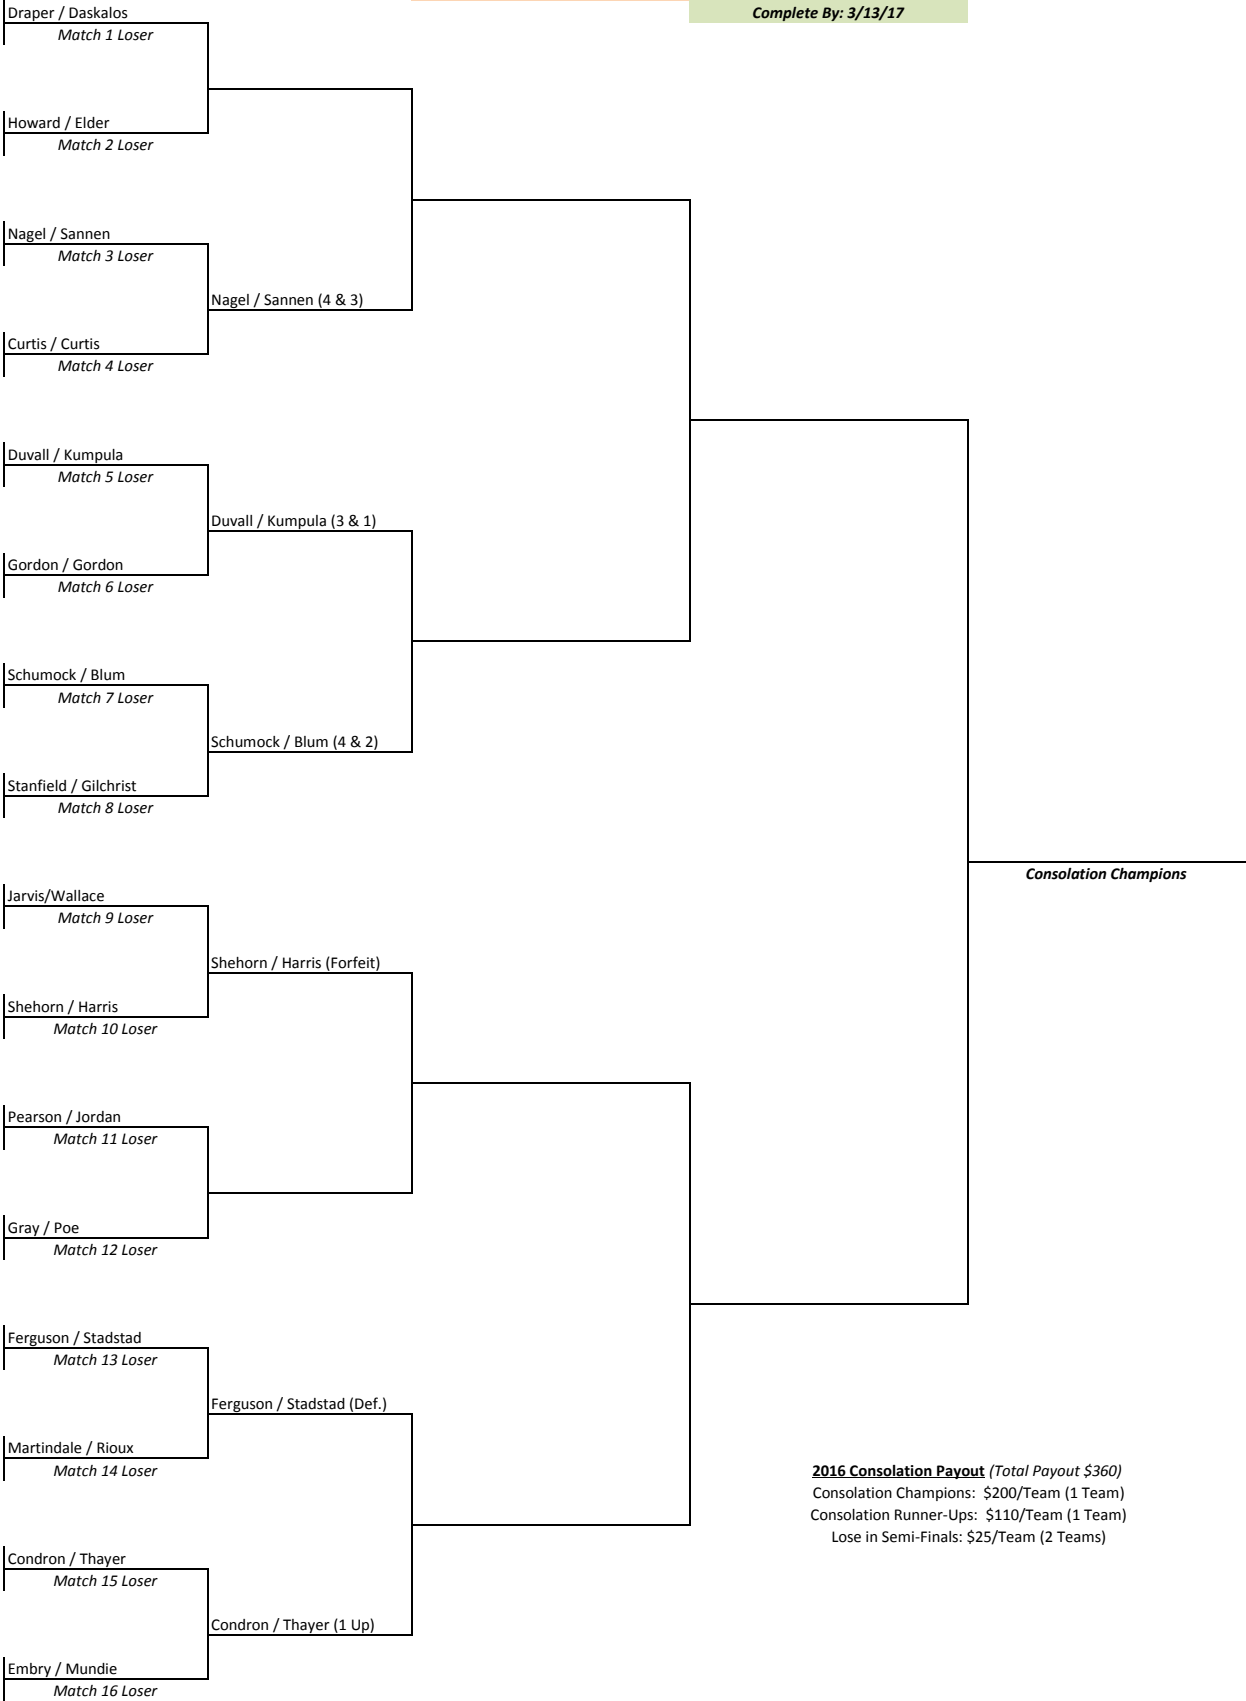 Draper / Daskalos
Complete By: 3/13/17
Match 1 Loser
Howard / Elder
Match 2 Loser
Nagel / Sannen
Match 3 Loser
Nagel / Sannen (4 & 3)
Curtis / Curtis
Match 4 Loser
Duvall / Kumpula
Match 5 Loser
Duvall / Kumpula (3 & 1)
Gordon / Gordon
Match 6 Loser
Schumock / Blum
Match 7 Loser
Schumock / Blum (4 & 2)
Stanfield / Gilchrist
Match 8 Loser
Consolation Champions
Jarvis/Wallace
Match 9 Loser
Shehorn / Harris (Forfeit)
Shehorn / Harris
Match 10 Loser
Pearson / Jordan
Match 11 Loser
Gray / Poe
Match 12 Loser
Ferguson / Stadstad
Match 13 Loser
Ferguson / Stadstad (Def.)
Martindale / Rioux
Match 14 Loser
2016 Consolation Payout (Total Payout $360)
Consolation Champions: $200/Team (1 Team)
Consolation Runner-Ups: $110/Team (1 Team)
Lose in Semi-Finals: $25/Team (2 Teams)
Condron / Thayer
Match 15 Loser
Condron / Thayer (1 Up)
Embry / Mundie
Match 16 Loser